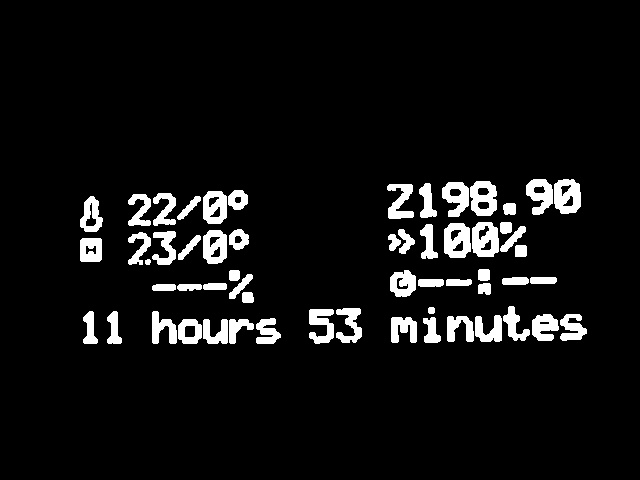 22/0° Z198.90
23/0° »100%
---% --:--
11 hours 53 minutes